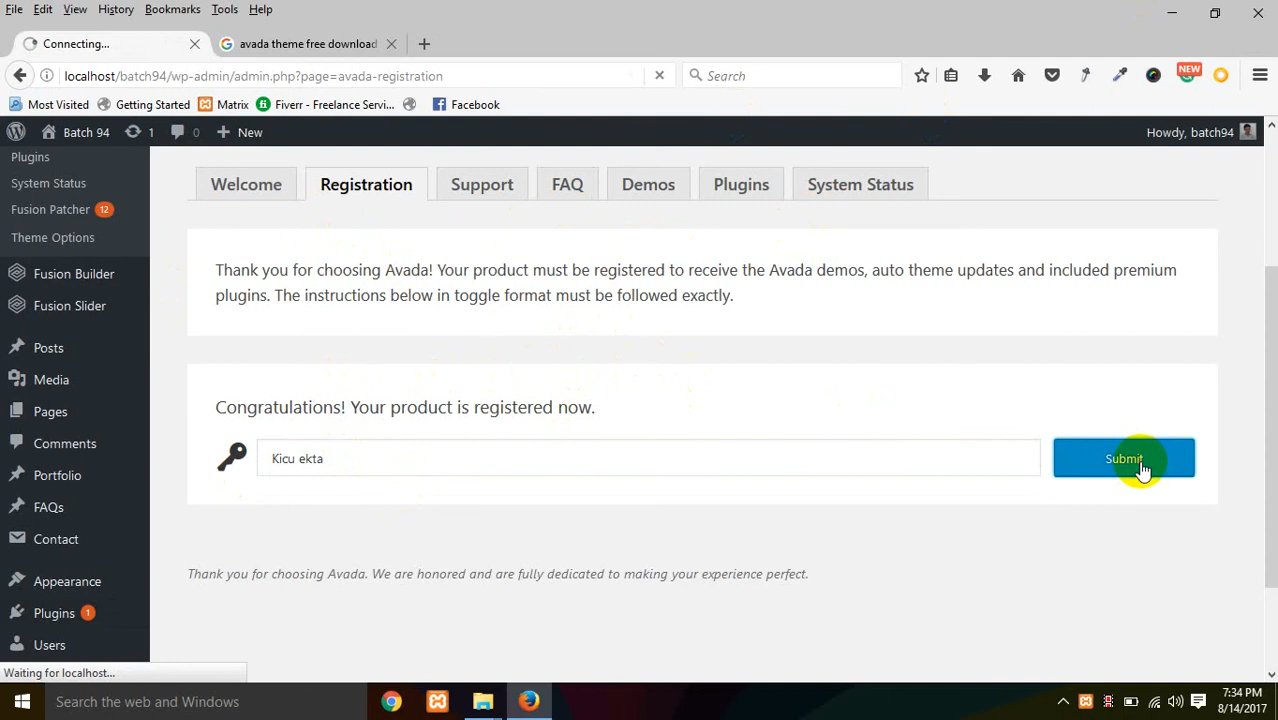 File Edit View History Bookmarks Tools Help
Connecting...
avada theme free download
localhost/batch94/wp-admin/admin.php?page=avada-registration
Search
NEW
Most Visited Getting Started Matrix Fiverr - Freelance Servi... Facebook
Batch 94 1 0 New Howdy, batch94
Plugins
System Status
Fusion Patcher 12
Theme Options
Fusion Builder
Fusion Slider
Posts
Media
Pages
Comments
Portfolio
FAQs
Contact
Appearance
Plugins 1
Users
Welcome Registration Support FAQ Demos Plugins System Status
Thank you for choosing Avada! Your product must be registered to receive the Avada demos, auto theme updates and included premium
plugins. The instructions below in toggle format must be followed exactly.
Congratulations! Your product is registered now.
Kicu ekta
Submit
Thank you for choosing Avada. We are honored and are fully dedicated to making your experience perfect.
Waiting for localhost...
Search the web and Windows
7:34 PM
8/14/2017